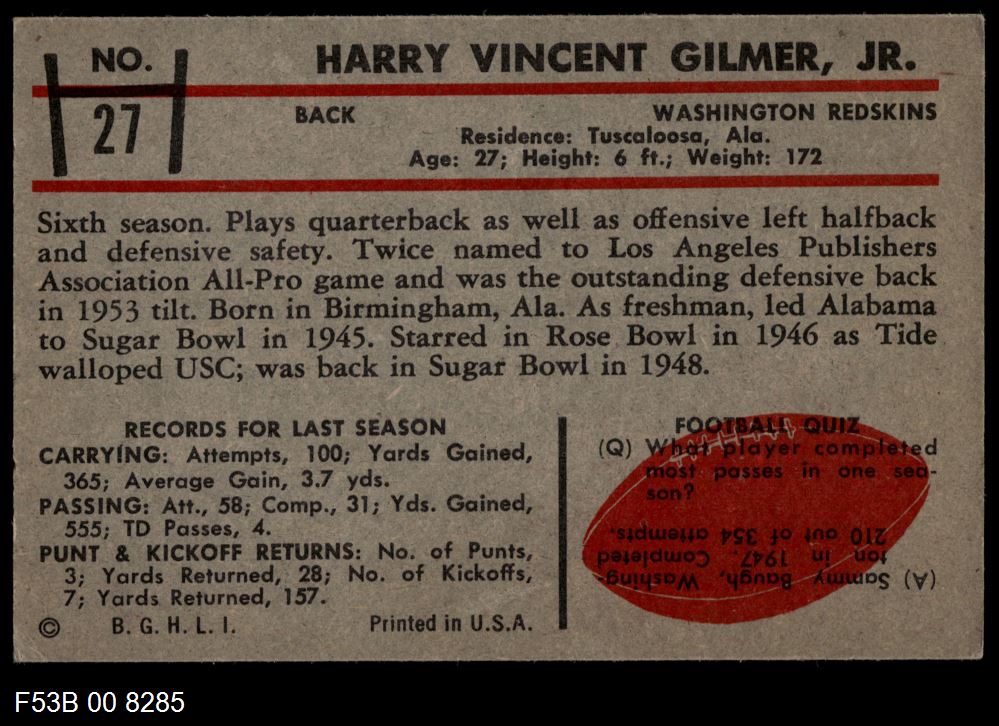 NO.
27
HARRY VINCENT GILMER, JR.
BACK WASHINGTON REDSKINS
Residence: Tuscaloosa, Ala.
Age: 27; Height: 6 ft.; Weight: 172
Sixth season. Plays quarterback as well as offensive left halfback
and defensive safety. Twice named to Los Angeles Publishers
Association All-Pro game and was the outstanding defensive back
in 1953 tilt. Born in Birmingham, Ala. As freshman, led Alabama
to Sugar Bowl in 1945. Starred in Rose Bowl in 1946 as Tide
walloped USC; was back in Sugar Bowl in 1948.
RECORDS FOR LAST SEASON
CARRYING: Attempts, 100; Yards Gained,
365; Average Gain, 3.7 yds.
PASSING: Att., 58; Comp., 31; Yds. Gained,
555; TD Passes, 4.
PUNT & KICKOFF RETURNS: No. of Punts,
3; Yards Returned, 28; No. of Kickoffs,
7; Yards Returned, 157.
© B. G. H. L. I. Printed in U.S.A.
FOOTBALL QUIZ
(Q) What player completed
most passes in one sea-
son?
(A) Sammy Baugh, Washing-
ton in 1947. Completed
210 out of 354 attempts.
F53B 00 8285